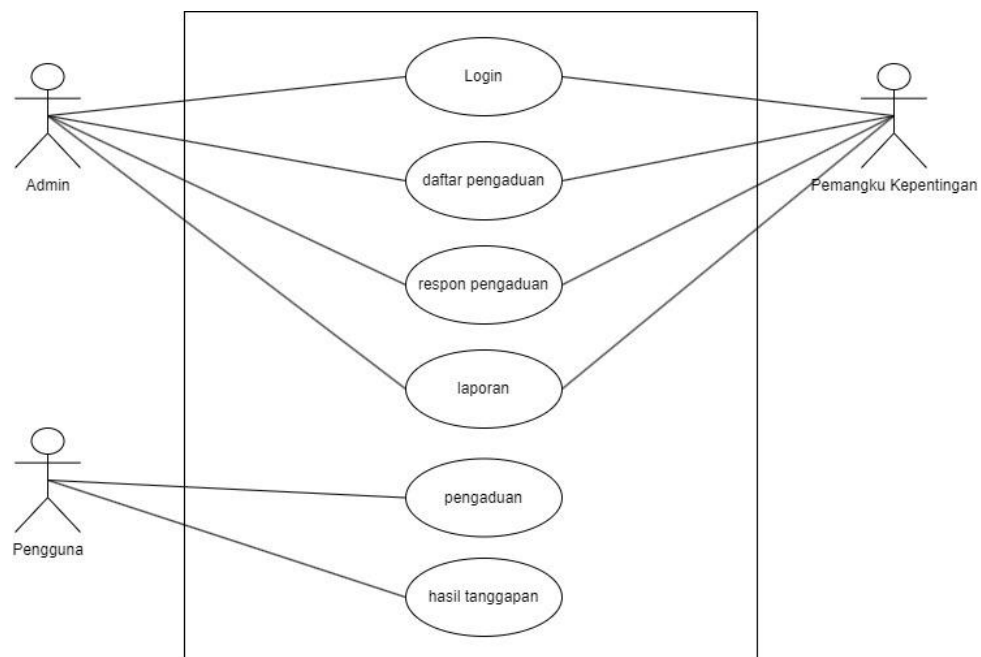 Login
Admin
daftar pengaduan
Pemangku Kepentingan
respon pengaduan
laporan
pengaduan
Pengguna
hasil tanggapan